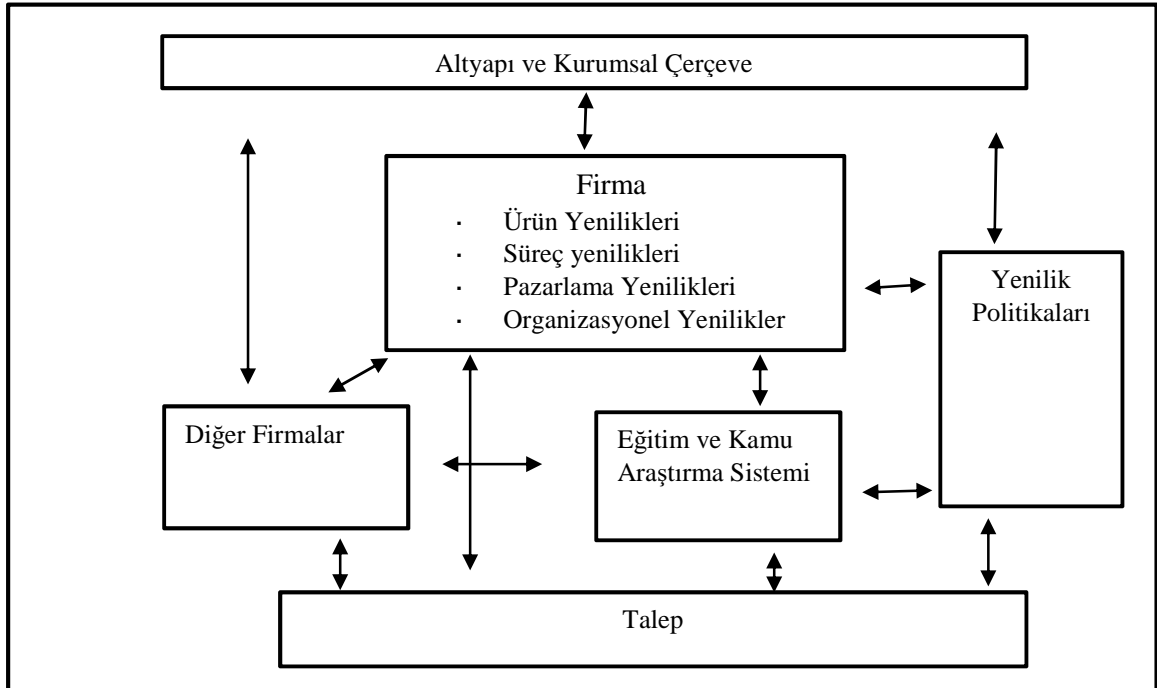 Altyapı ve Kurumsal Çerçeve
Firma
· Ürün Yenilikleri
· Süreç yenilikleri
· Pazarlama Yenilikleri
· Organizasyonel Yenilikler
Yenilik
Politikaları
Diğer Firmalar
Eğitim ve Kamu
Araştırma Sistemi
Talep